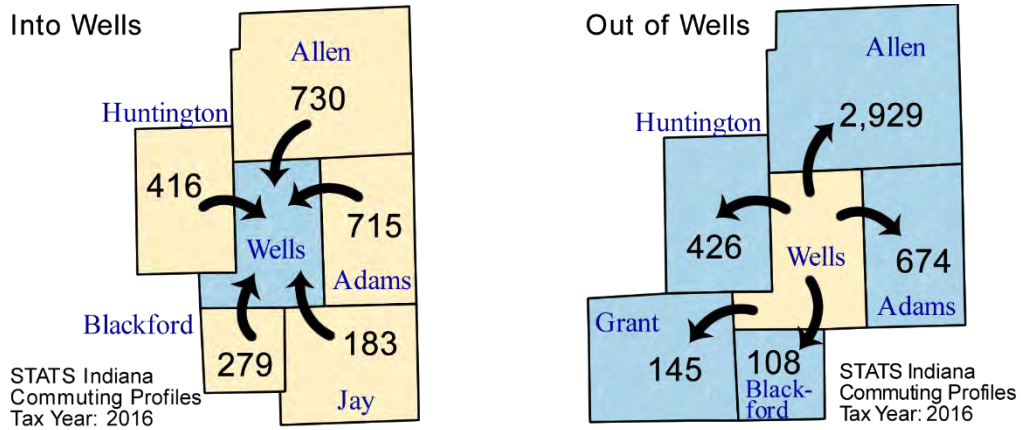 Into Wells
Allen
730
Huntington
416
715
Wells
Adams
Blackford
279
183
Jay
STATS Indiana
Commuting Profiles
Tax Year: 2016
Out of Wells
Allen
2,929
Huntington
426
Wells
674
Adams
Grant
145
108
Black-
ford
STATS Indiana
Commuting Profiles
Tax Year: 2016